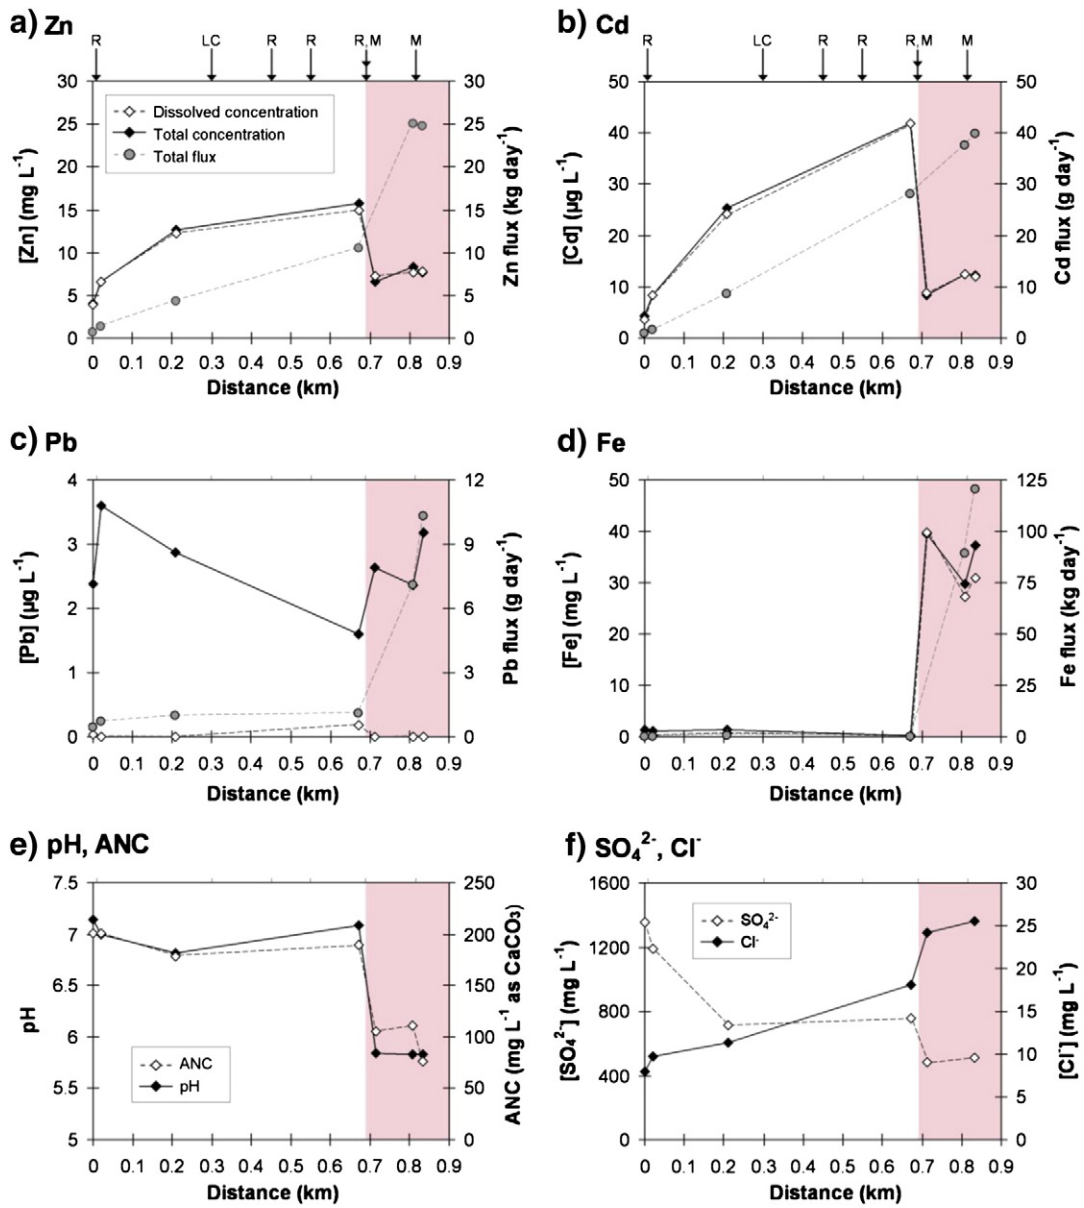 a) Zn
b) Cd
R LC R R R, M M
R LC R R R, M M
30 25 20 15 10 5 0
[Zn] (mg L⁻¹)
Dissolved concentration
Total concentration
Total flux
30 25 20 15 10 5 0
Zn flux (kg day⁻¹)
0 0.1 0.2 0.3 0.4 0.5 0.6 0.7 0.8 0.9
Distance (km)
50 40 30 20 10 0
[Cd] (µg L⁻¹)
50 40 30 20 10 0
Cd flux (g day⁻¹)
0 0.1 0.2 0.3 0.4 0.5 0.6 0.7 0.8 0.9
Distance (km)
c) Pb
d) Fe
4 3 2 1 0
[Pb] (µg L⁻¹)
12 9 6 3 0
Pb flux (g day⁻¹)
0 0.1 0.2 0.3 0.4 0.5 0.6 0.7 0.8 0.9
Distance (km)
50 40 30 20 10 0
[Fe] (mg L⁻¹)
125 100 75 50 25 0
Fe flux (kg day⁻¹)
0 0.1 0.2 0.3 0.4 0.5 0.6 0.7 0.8 0.9
Distance (km)
e) pH, ANC
f) SO₄²⁻, Cl⁻
7.5 7 6.5 6 5.5 5
pH
ANC
pH
250 200 150 100 50 0
ANC (mg L⁻¹ as CaCO₃)
0 0.1 0.2 0.3 0.4 0.5 0.6 0.7 0.8 0.9
Distance (km)
1600 1200 800 400 0
[SO₄²⁻] (mg L⁻¹)
SO₄²⁻
Cl⁻
30 25 20 15 10 5 0
[Cl⁻] (mg L⁻¹)
0 0.1 0.2 0.3 0.4 0.5 0.6 0.7 0.8 0.9
Distance (km)